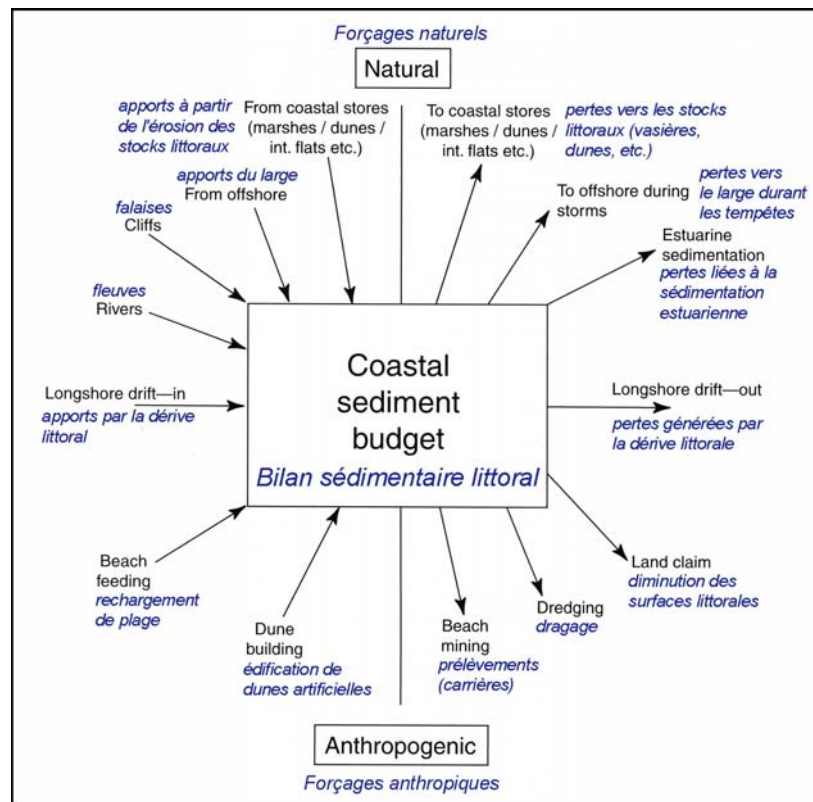 Forçages naturels
Natural
apports à partir
de l'érosion des
stocks littoraux
From coastal stores
(marshes / dunes /
int. flats etc.)
To coastal stores
(marshes / dunes /
int. flats etc.)
pertes vers les stocks
littoraux (vasières,
dunes, etc.)
apports du large
From offshore
To offshore during
storms
pertes vers
le large durant
les tempêtes
falaises
Cliffs
Estuarine
sedimentation
pertes liées à la
sédimentation
estuarienne
fleuves
Rivers
Coastal
sediment
budget
Bilan sédimentaire littoral
Longshore drift—in
apports par la dérive
littoral
Longshore drift—out
pertes générées par
la dérive littorale
Beach
feeding
rechargement
de plage
Dune
building
édification de
dunes artificielles
Beach
mining
prélèvements
(carrières)
Dredging
dragage
Land claim
diminution des
surfaces littorales
Anthropogenic
Forçages anthropiques